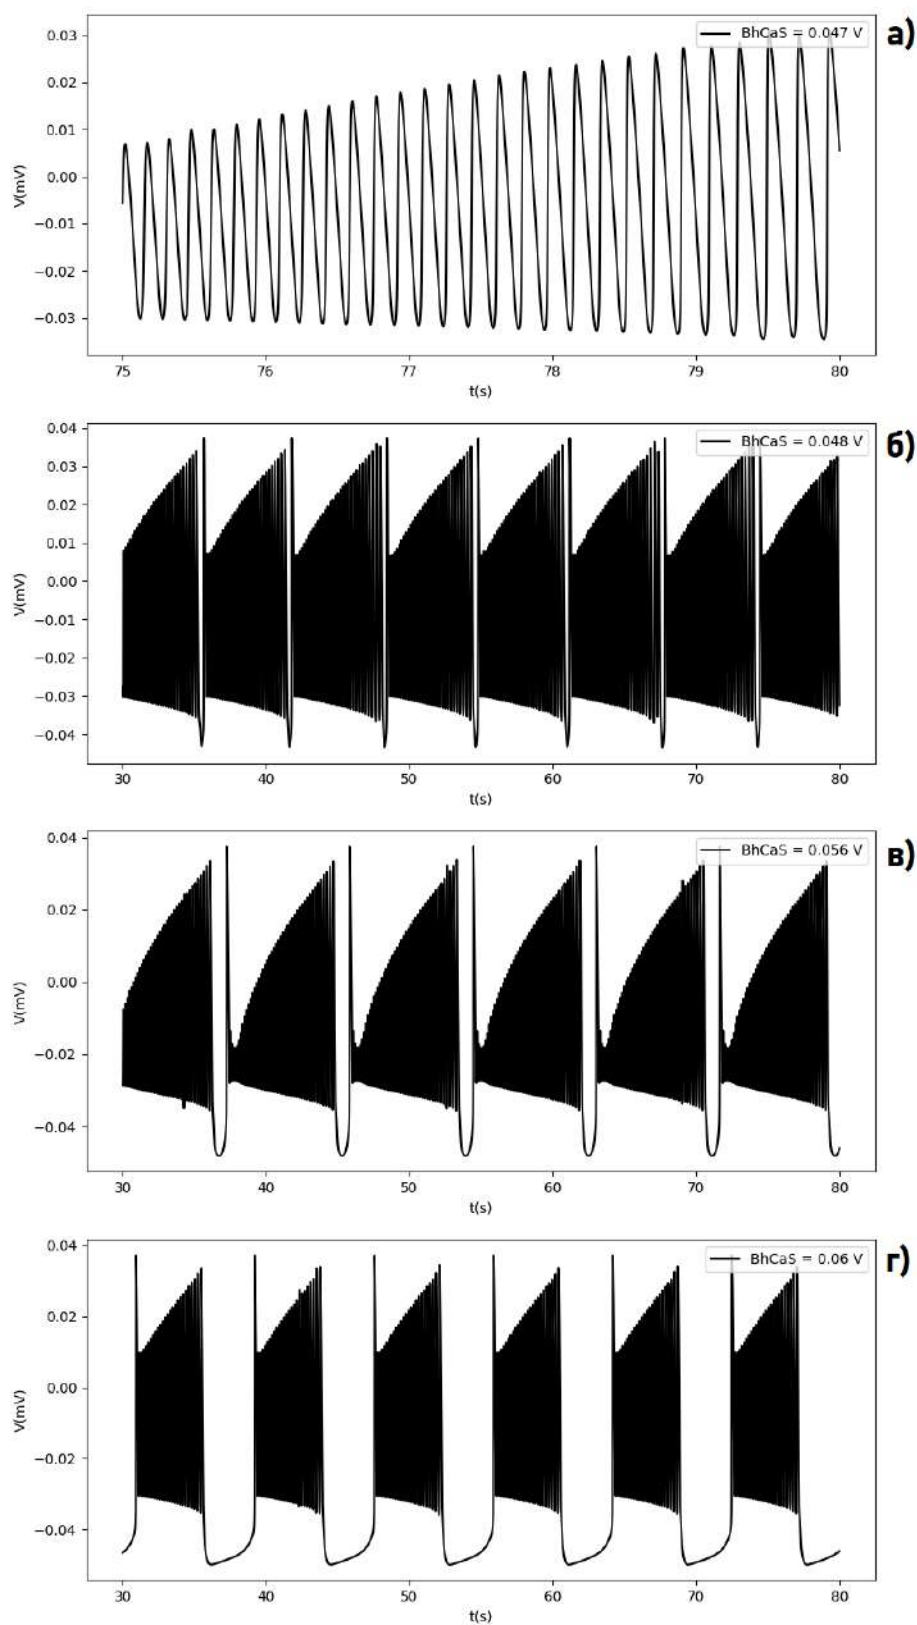 BhCaS = 0.047 V
а)
0.03
0.02
0.01
0.00
−0.01
−0.02
−0.03
V(mV)
75 76 77 78 79 80
t(s)
BhCaS = 0.048 V
б)
0.04
0.03
0.02
0.01
0.00
−0.01
−0.02
−0.03
−0.04
V(mV)
30 40 50 60 70 80
t(s)
BhCaS = 0.056 V
в)
0.04
0.02
0.00
−0.02
−0.04
V(mV)
30 40 50 60 70 80
t(s)
BhCaS = 0.06 V
г)
0.04
0.02
0.00
−0.02
−0.04
V(mV)
30 40 50 60 70 80
t(s)